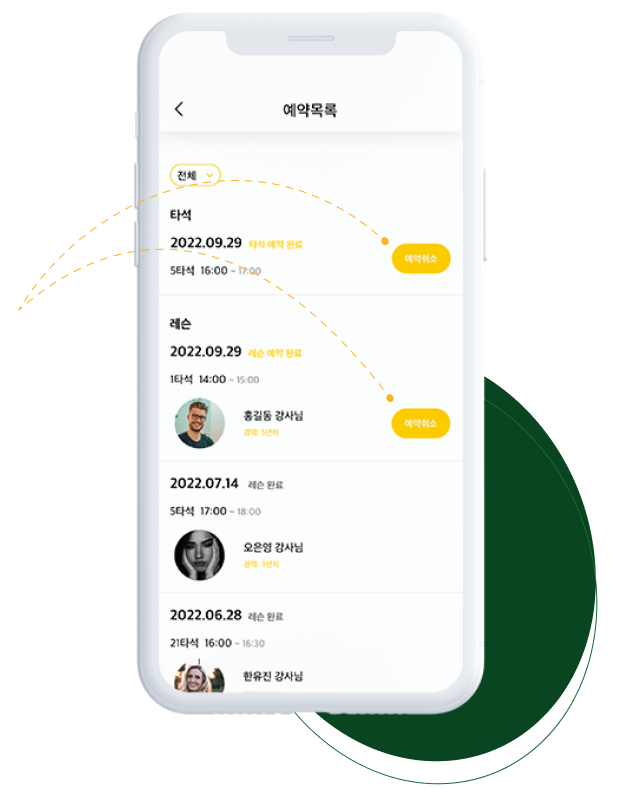 예약목록
전체
타석
2022.09.29 타석 예약 완료
5타석 16:00 ~ 17:00
예약취소
레슨
2022.09.29 레슨 예약 완료
1타석 14:00 ~ 15:00
홍길동 강사님
경력: 5년차
예약취소
2022.07.14 레슨 완료
5타석 17:00 ~ 18:00
오은영 강사님
경력: 3년차
2022.06.28 레슨 완료
21타석 16:00 ~ 16:30
한유진 강사님